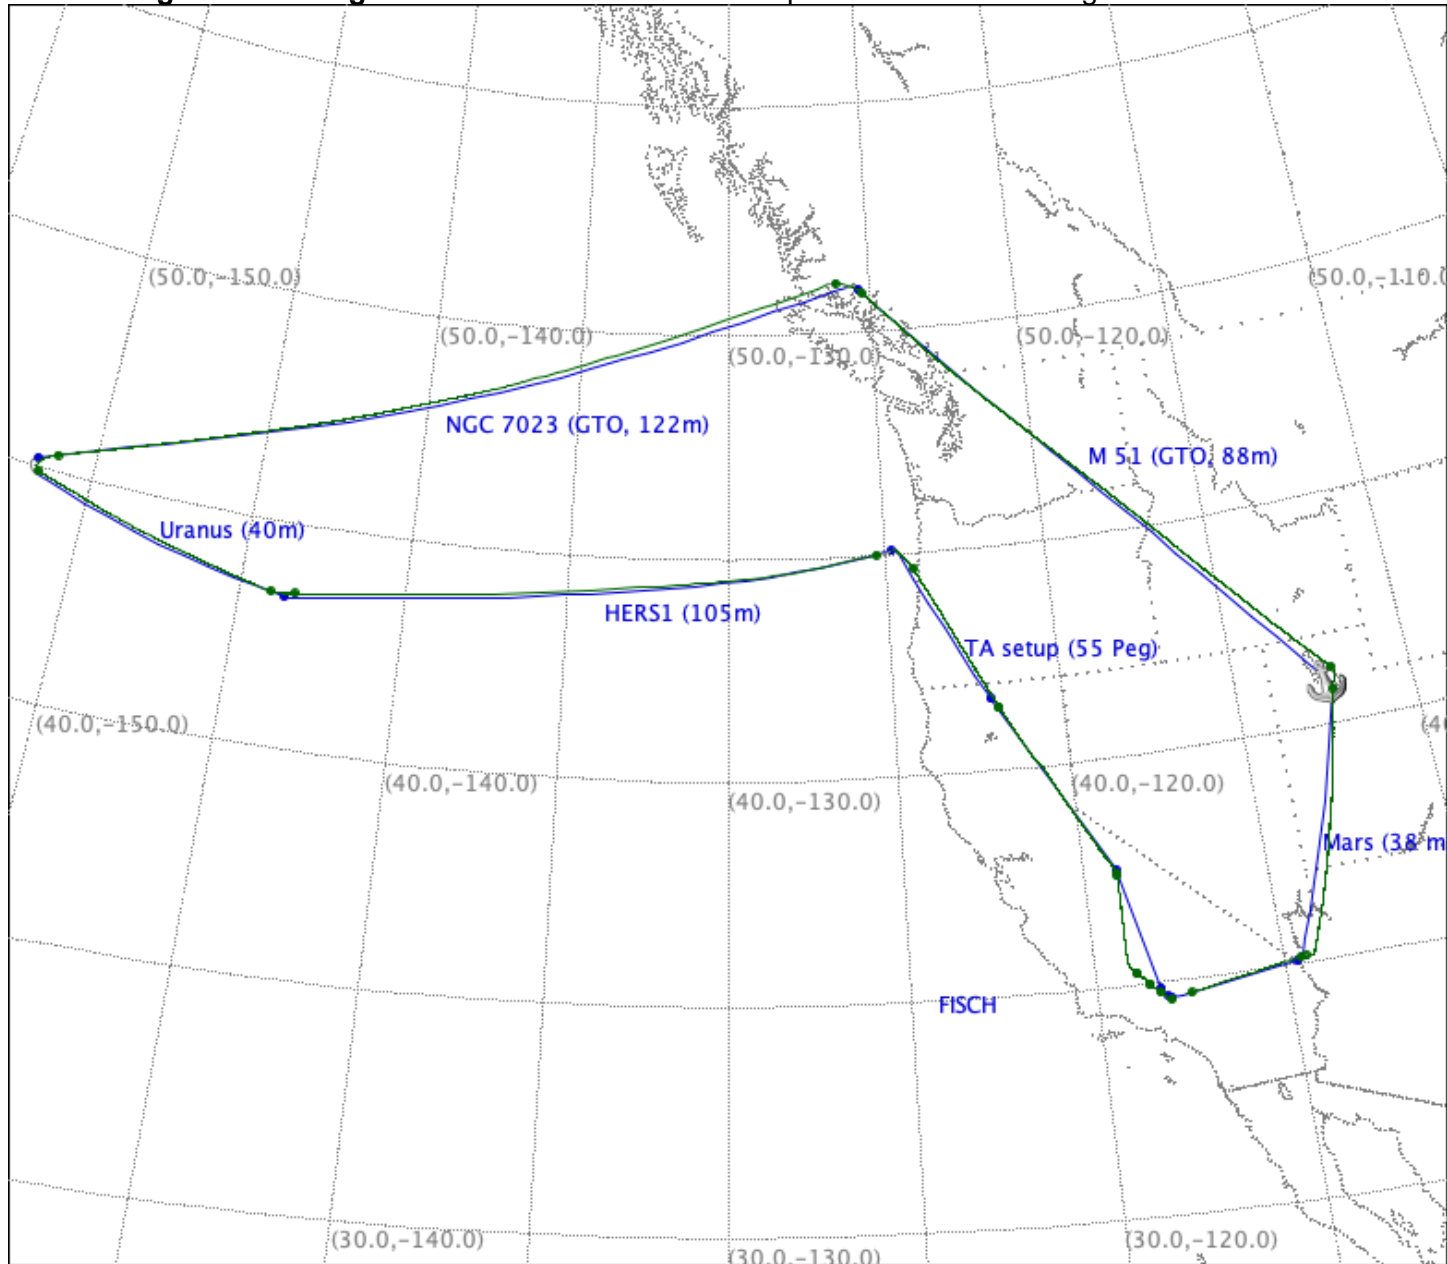 (50.0,-150.0)
(50.0,-110.0
(50.0,-140.0)
(50.0,-130.0)
(50.0,-120.0)
NGC 7023 (GTO, 122m)
M 51 (GTO, 88m)
Uranus (40m)
HERS1 (105m)
TA setup (55 Peg)
(40.0,-150.0)
(40.0,-140.0)
(40.0,-130.0)
(40.0,-120.0)
(40
Mars (38 m
FISCH
(30.0,-140.0)
(30.0,-130.0)
(30.0,-120.0)